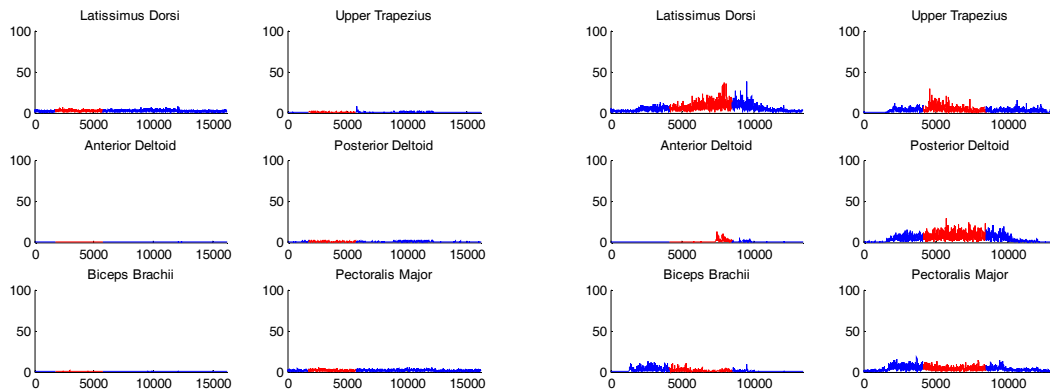 Latissimus Dorsi Upper Trapezius Latissimus Dorsi Upper Trapezius
100 100 100 100
50 50 50 50
0 0 0 0
0 5000 10000 15000 0 5000 10000 15000 0 5000 10000 0 5000 10000
Anterior Deltoid Posterior Deltoid Anterior Deltoid Posterior Deltoid
100 100 100 100
50 50 50 50
0 0 0 0
0 5000 10000 15000 0 5000 10000 15000 0 5000 10000 0 5000 10000
Biceps Brachii Pectoralis Major Biceps Brachii Pectoralis Major
100 100 100 100
50 50 50 50
0 0 0 0
0 5000 10000 15000 0 5000 10000 15000 0 5000 10000 0 5000 10000